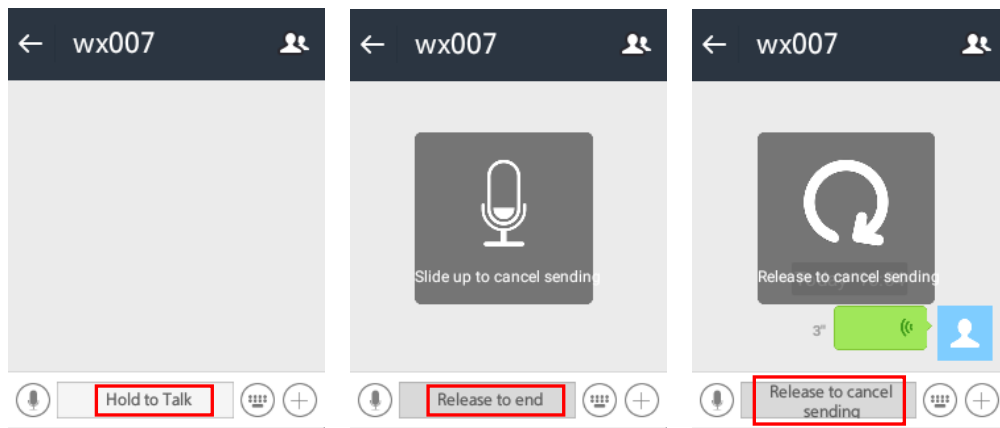 wx007
Hold to Talk
wx007
Slide up to cancel sending
Release to end
wx007
Release to cancel sending
3"
Release to cancel
sending